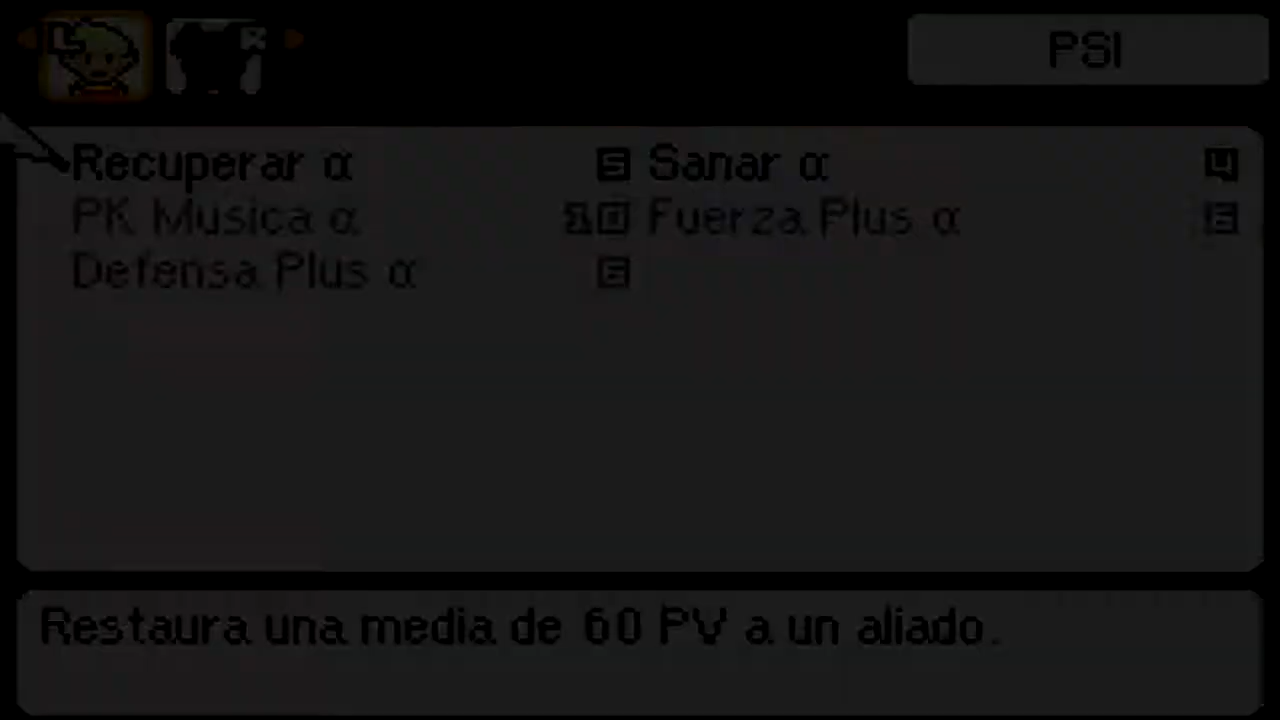 L R PSI
Recuperar α 5 Sanar α 4
PK Musica α 10 Fuerza Plus α 6
Defensa Plus α 6
Restaura una media de 60 PV a un aliado.